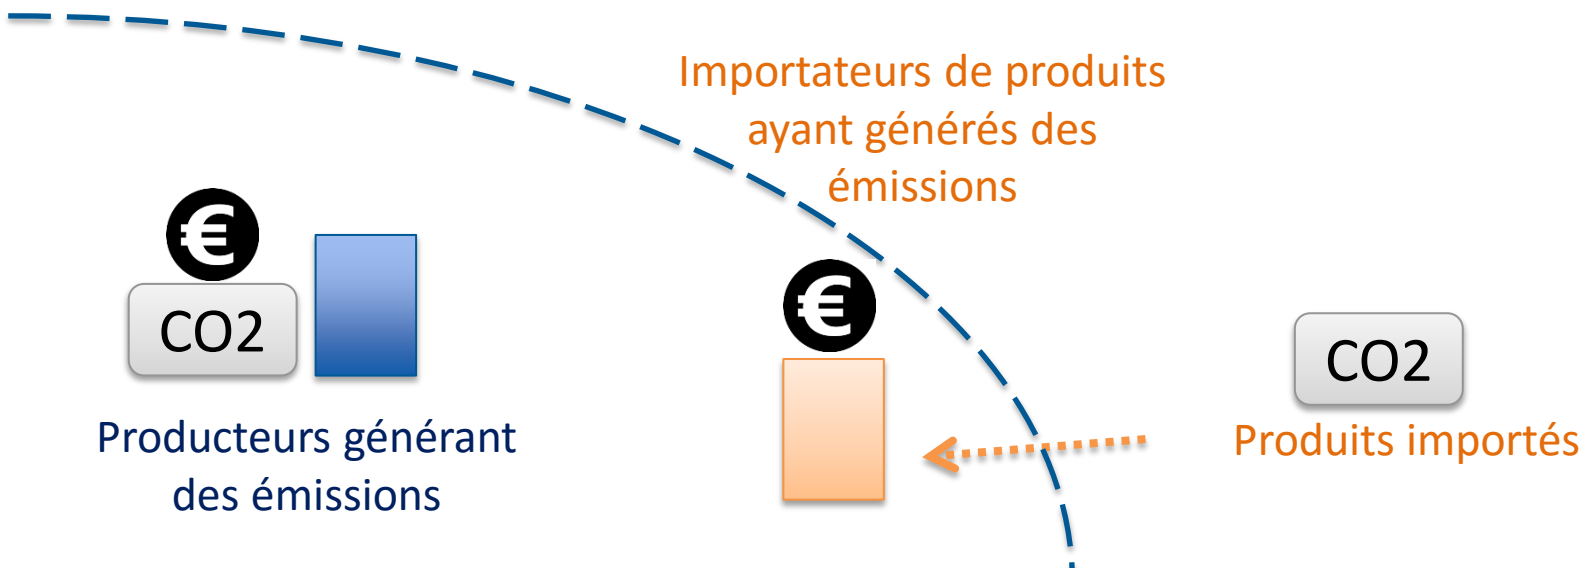 Importateurs de produits
ayant générés des
émissions
€
CO2
Producteurs générant
des émissions
€
CO2
Produits importés